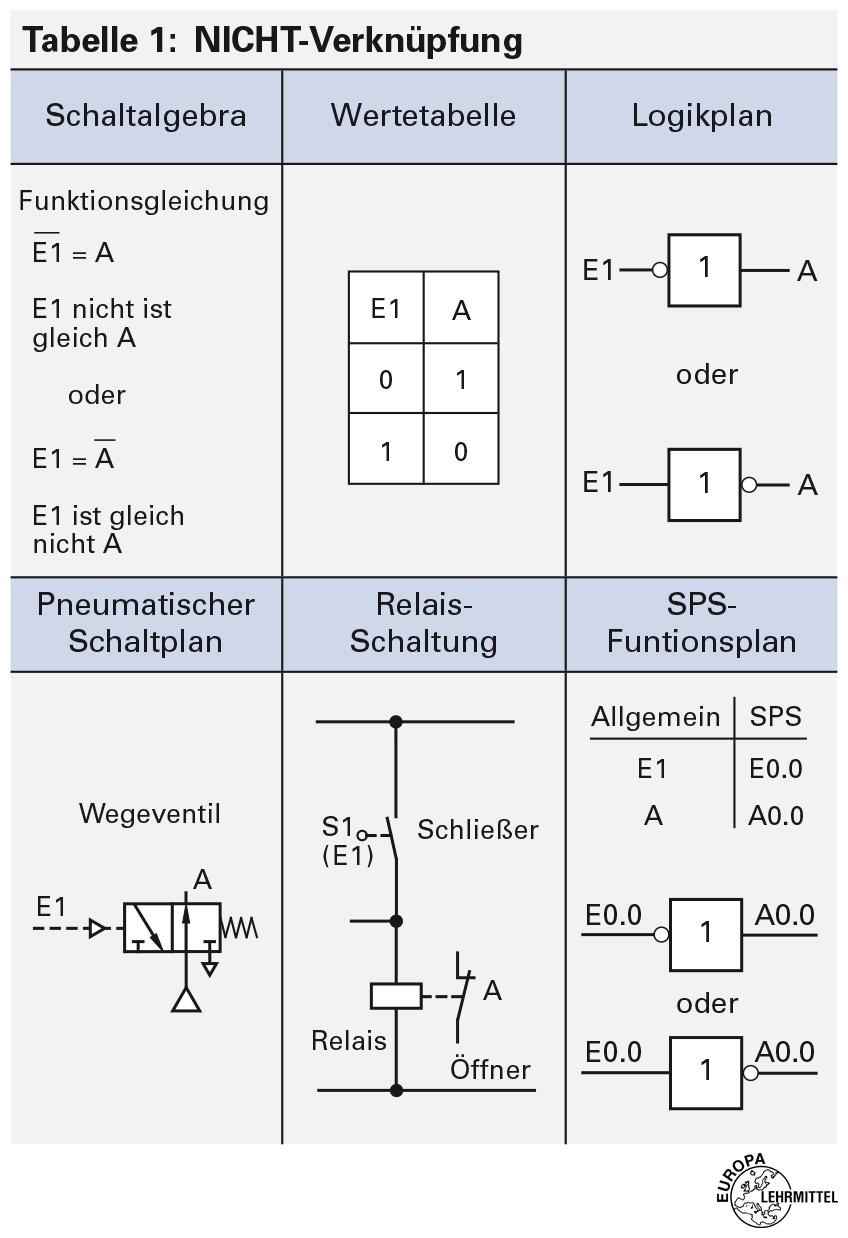 Tabelle 1: NICHT-Verknüpfung
Schaltalgebra
Wertetabelle
Logikplan
Funktionsgleichung
E̅1̅ = A
E1 nicht ist
gleich A
oder
E1 = A̅
E1 ist gleich
nicht A
E1 A
0 1
1 0
E1 1 A
oder
E1 1 A
Pneumatischer
Schaltplan
Relais-
Schaltung
SPS-
Funtionsplan
Wegeventil
A
E1
S1
(E1)
Schließer
A
Relais
Öffner
Allgemein SPS
E1 E0.0
A A0.0
E0.0 1 A0.0
oder
E0.0 1 A0.0
EUROPA
LEHRMITTEL